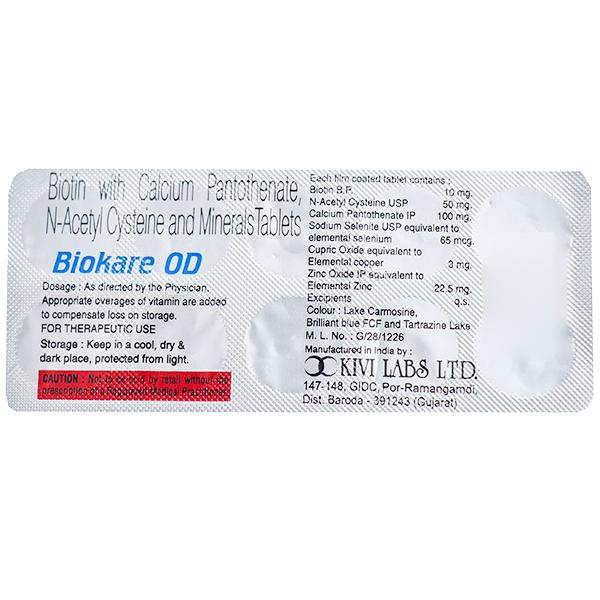 Biotin with Calcium Pantothenate,
N-Acetyl Cysteine and Minerals Tablets
Biokare OD
Dosage : As directed by the Physician.
Appropriate overages of vitamin are added
to compensate loss on storage.
FOR THERAPEUTIC USE
Storage : Keep in a cool, dry &
dark place, protected from light.
CAUTION : Not to be sold by retail without the
prescription of a Registered Medical Practitioner.
Each film coated tablet contains :
Biotin B.P. 10 mg.
N-Acetyl Cysteine USP 50 mg.
Calcium Pantothenate IP 100 mg.
Sodium Selenite USP equivalent to
elemental selenium 65 mcg.
Cupric Oxide equivalent to
Elemental copper 3 mg.
Zinc Oxide IP equivalent to
Elemental Zinc 22.5 mg.
Excipients q.s.
Colour : Lake Carmosine,
Brilliant blue FCF and Tartrazine Lake
M. L. No. : G/28/1226
Manufactured in India by :
KIVI LABS LTD.
147-148, GIDC, Por-Ramangamdi,
Dist. Baroda - 391243 (Gujarat)